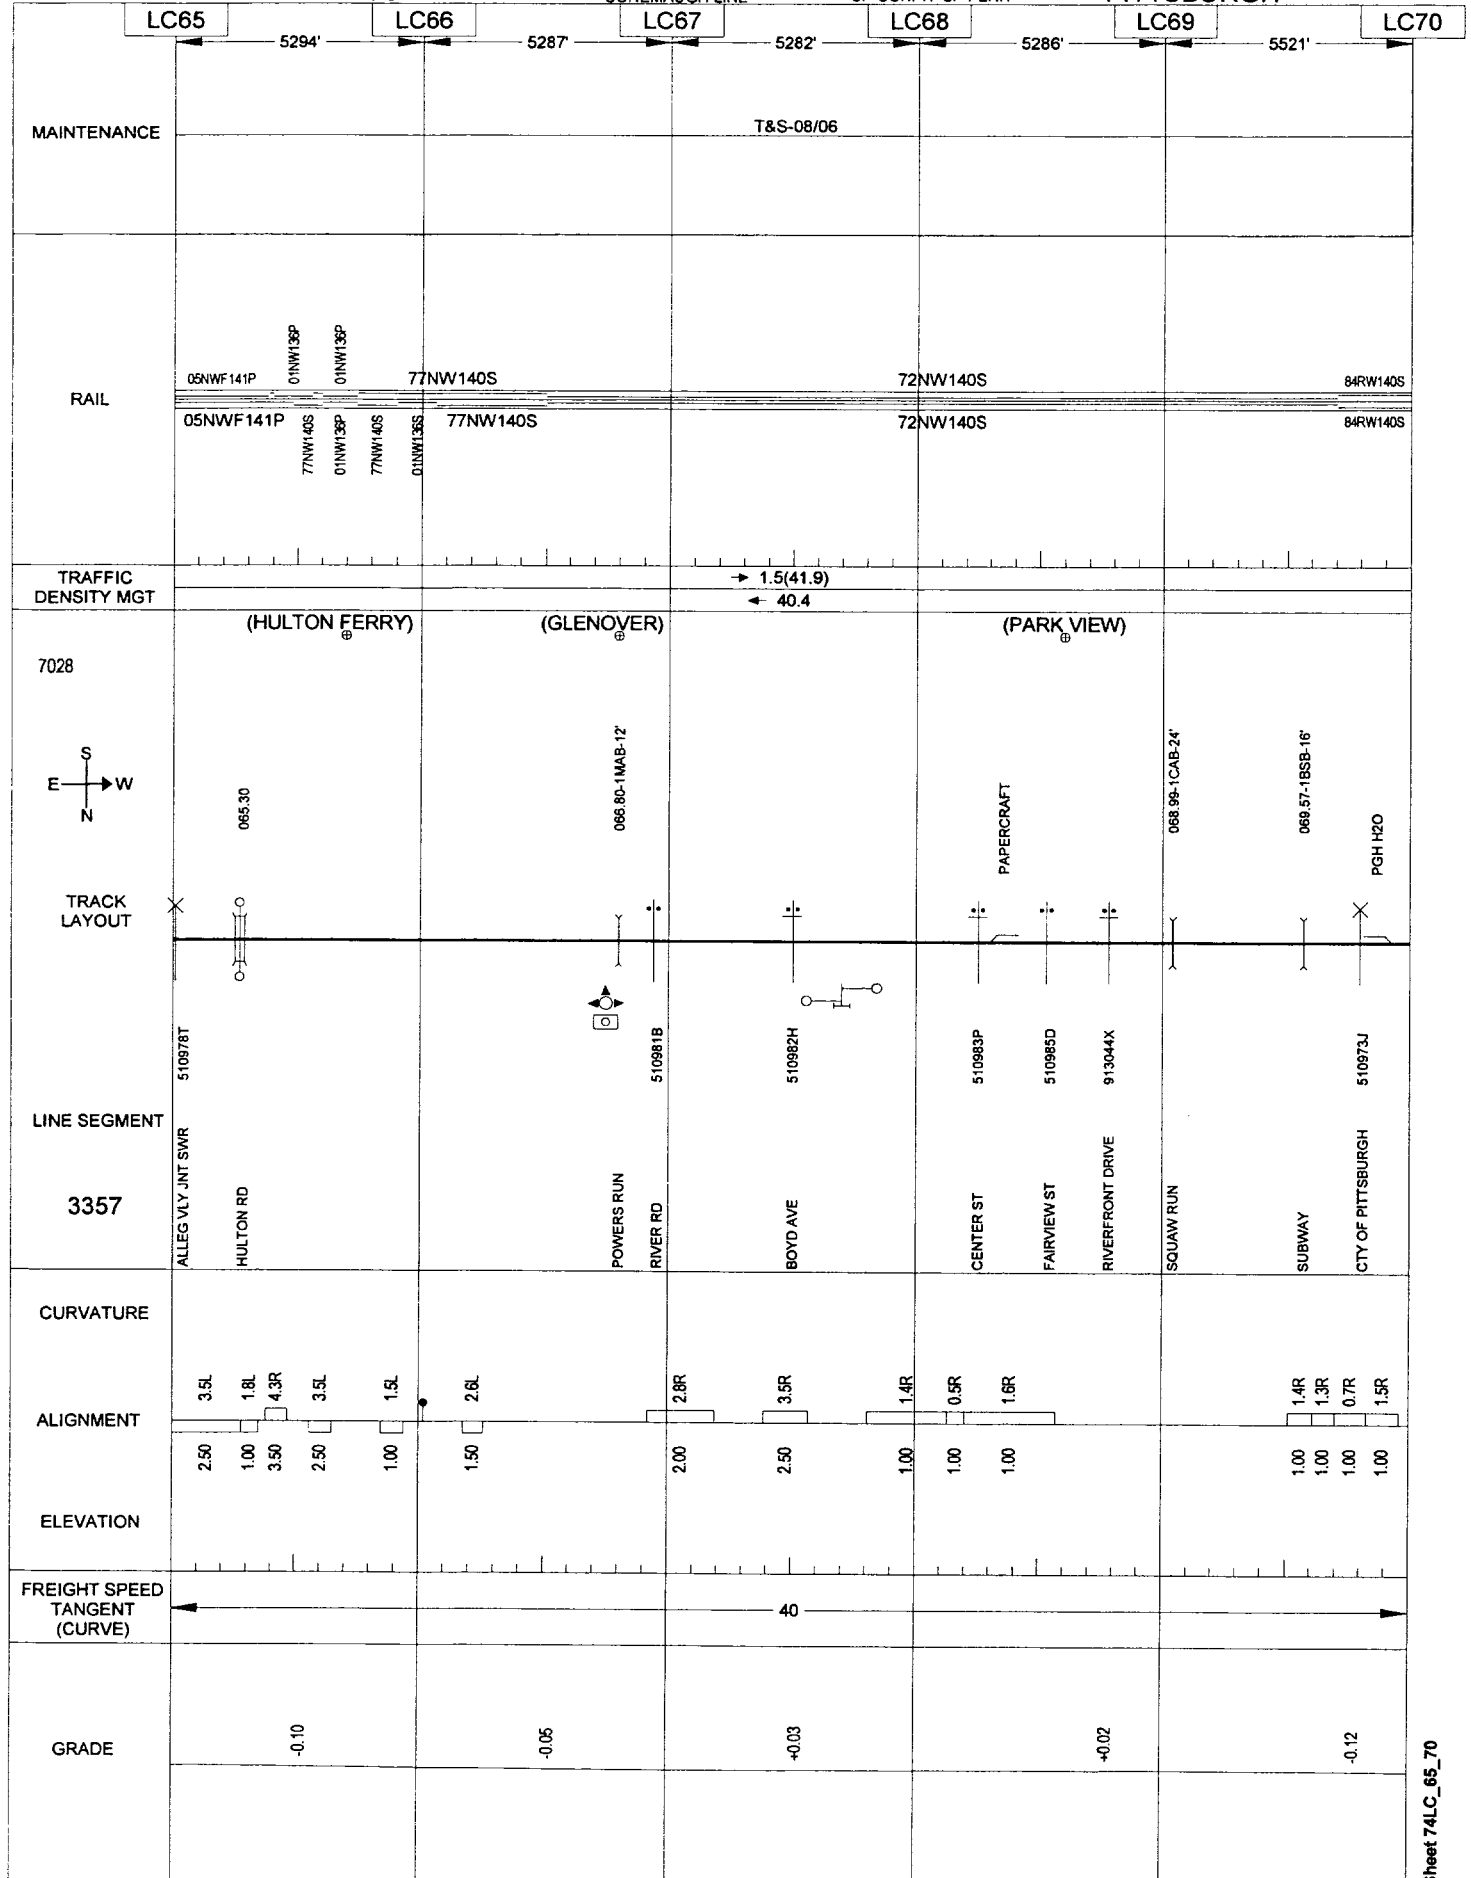 LC65 LC66 LC67 LC68 LC69 LC70
5294' 5287' 5282' 5286' 5521'
MAINTENANCE
T&S-08/06
01NW136P 01NW136P
05NWF141P 77NW140S 72NW140S 84RW140S
RAIL
05NWF141P 77NW140S 72NW140S 84RW140S
77NW140S 01NW136P 77NW140S 01NW136S
TRAFFIC
DENSITY MGT
1.5(41.9)
40.4
(HULTON FERRY) (GLENOVER) (PARK VIEW)
7028
S
E W
N
065.30 066.80-1MAB-12' PAPERCRAFT 068.99-1CAB-24' 069.57-1BSB-16' PGH H2O
TRACK
LAYOUT
510978T 510981B 510982H 510983P 510985D 913044X 510973J
LINE SEGMENT
3357
ALLEG VLY JNT SWR
HULTON RD
POWERS RUN
RIVER RD
BOYD AVE
CENTER ST
FAIRVIEW ST
RIVERFRONT DRIVE
SQUAW RUN
SUBWAY
CTY OF PITTSBURGH
CURVATURE
3.5L 1.8L 4.3R 3.5L 1.5L 2.6L 2.8R 3.5R 1.4R 0.5R 1.6R 1.4R 1.3R 0.7R 1.5R
ALIGNMENT
2.50 1.00 3.50 2.50 1.00 1.50 2.00 2.50 1.00 1.00 1.00 1.00 1.00 1.00 1.00
ELEVATION
FREIGHT SPEED
TANGENT
(CURVE)
40
GRADE
-0.10 -0.05 +0.03 +0.02 -0.12
Sheet 74LC_65_70